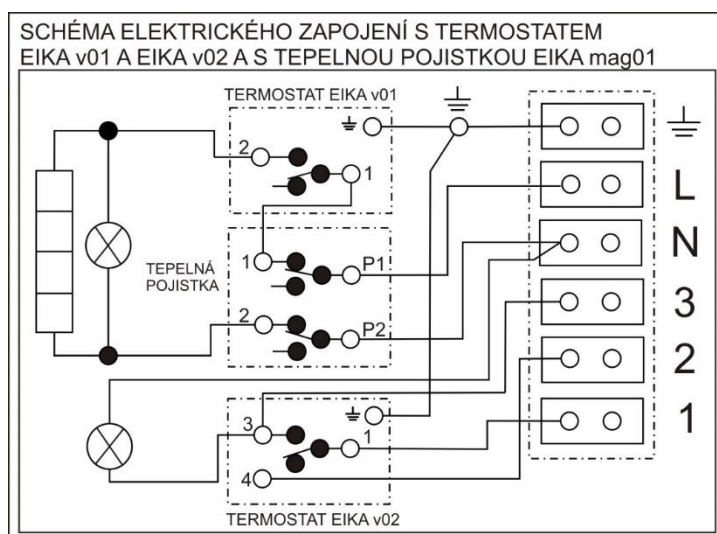 SCHÉMA ELEKTRICKÉHO ZAPOJENÍ S TERMOSTATEM
EIKA v01 A EIKA v02 A S TEPELNOU POJISTKOU EIKA mag01
TERMOSTAT EIKA v01
2
1
L
TEPELNÁ
POJISTKA
1
P1
N
2
P2
3
2
3
1
1
4
TERMOSTAT EIKA v02